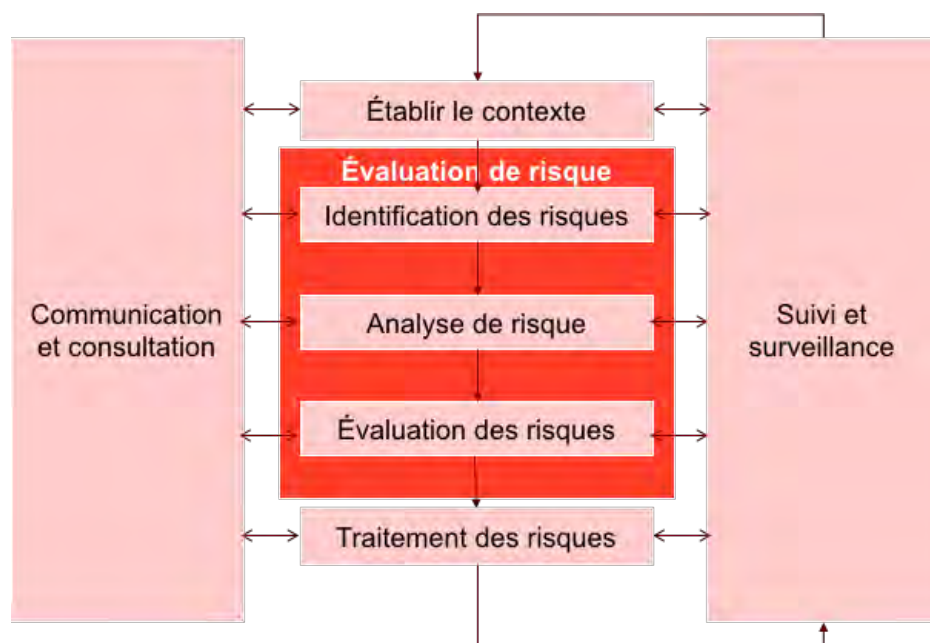 Établir le contexte
Évaluation de risque
Identification des risques
Communication
et consultation
Analyse de risque
Suivi et
surveillance
Évaluation des risques
Traitement des risques